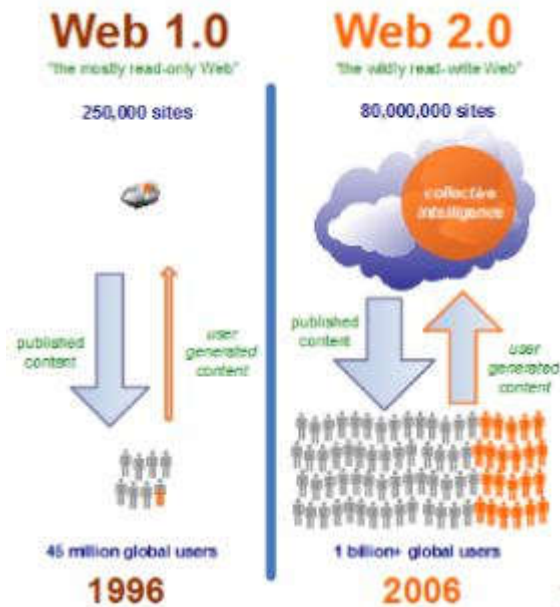 Web 1.0
"the mostly read-only Web"
250,000 sites
published
content
user
generated
content
45 million global users
1996
Web 2.0
"the wildly read-write Web"
80,000,000 sites
collective
intelligence
published
content
user
generated
content
1 billion+ global users
2006